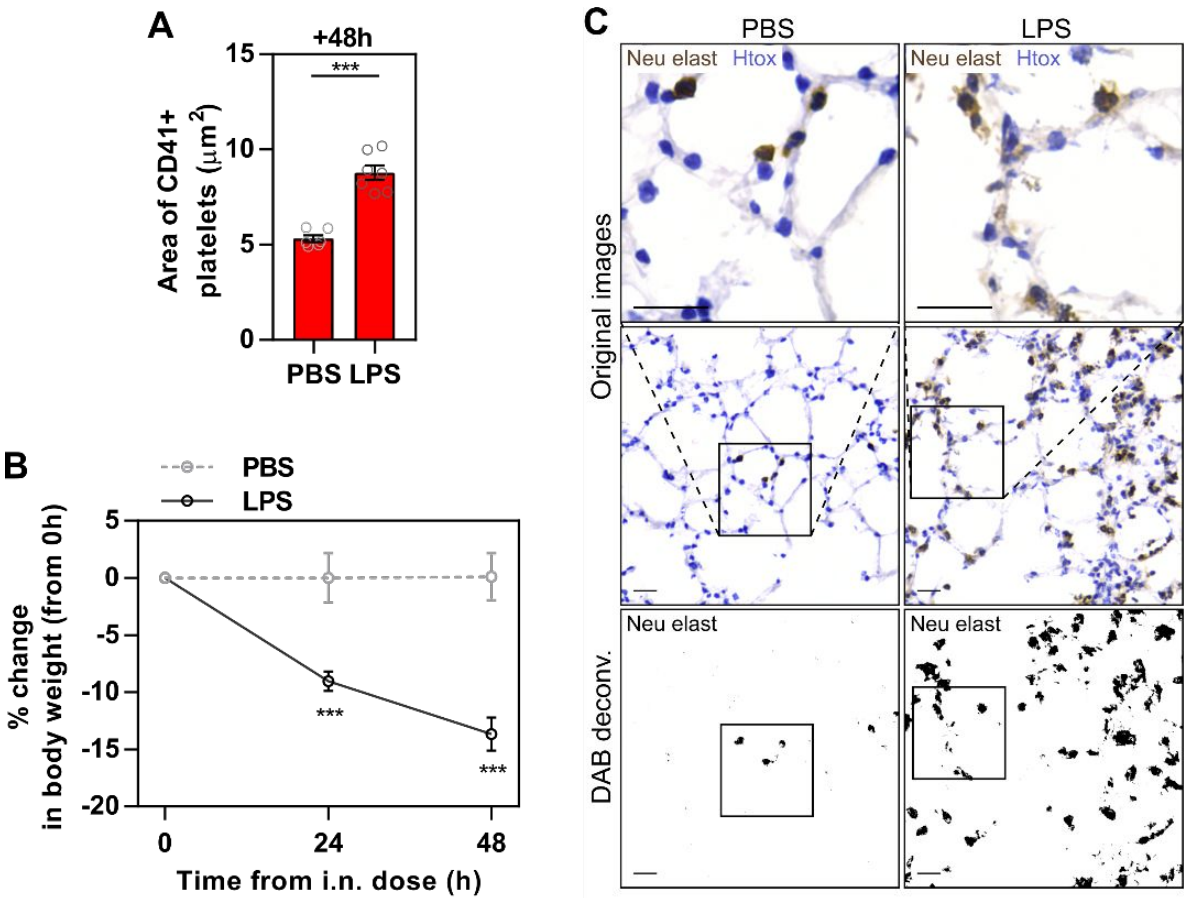 A
+48h
***
Area of CD41+
platelets (μm²)
15
10
5
0
PBS LPS
B
PBS
LPS
% change
in body weight (from 0h)
5
0
-5
-10
-15
-20
***
***
0 24 48
Time from i.n. dose (h)
C
PBS LPS
Original images
Neu elast Htox
Neu elast Htox
DAB deconv.
Neu elast
Neu elast